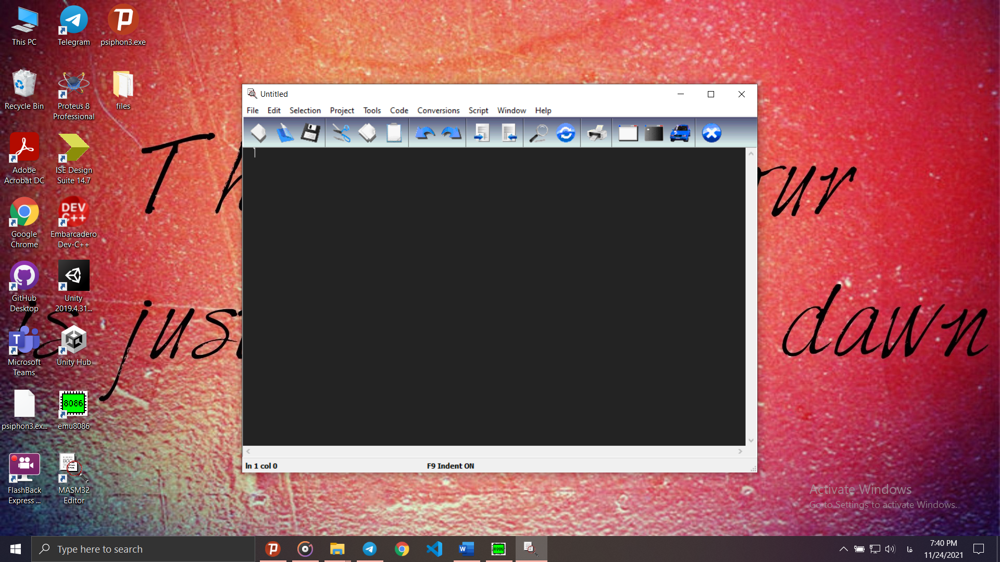 This PC
Telegram
psiphon3.exe
Recycle Bin
Proteus 8
Professional
files
Adobe
Acrobat DC
ISE Design
Suite 14.7
Google
Chrome
DEV
C++
Embarcadero
Dev-C++
GitHub
Desktop
Unity
2019.4.31...
T
Microsoft
Teams
Unity Hub
psiphon3.ex...
8086
emu8086
FlashBack
Express ...
MASM32
Editor
Th
ur
is jus
dawn
Untitled
File Edit Selection Project Tools Code Conversions Script Window Help
ln 1 col 0
F9 Indent ON
Activate Windows
Go to Settings to activate Windows.
Type here to search
W
8086
فا
7:40 PM
11/24/2021